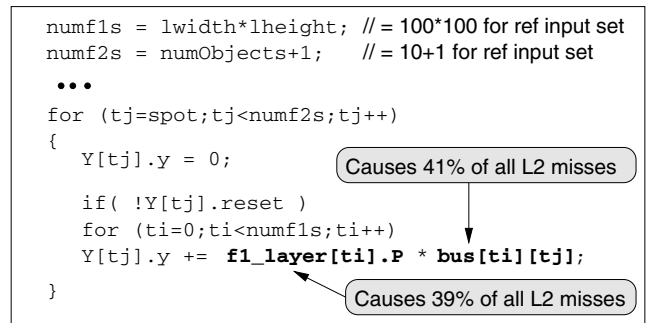 numf1s = lwidth*lheight; // = 100*100 for ref input set
numf2s = numObjects+1; // = 10+1 for ref input set
•••
for (tj=spot;tj<numf2s;tj++)
{
Y[tj].y = 0;
Causes 41% of all L2 misses
if( !Y[tj].reset )
for (ti=0;ti<numf1s;ti++)
Y[tj].y += f1_layer[ti].P * bus[ti][tj];
}
Causes 39% of all L2 misses